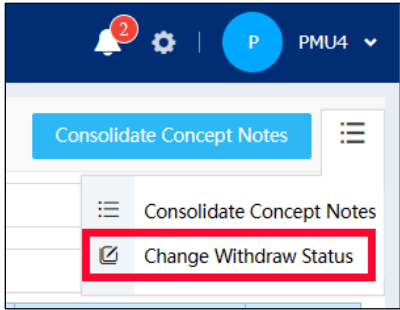 2
P PMU4
Consolidate Concept Notes
Consolidate Concept Notes
Change Withdraw Status